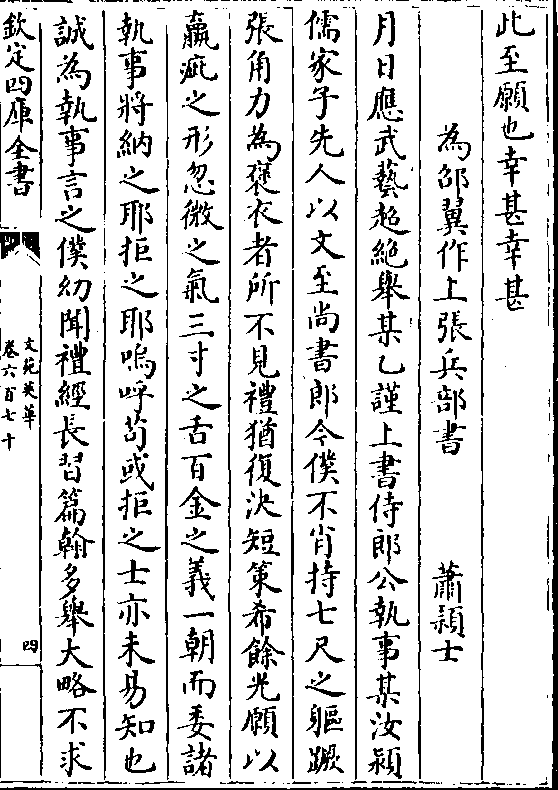 此至願也幸甚幸甚
為邵翼作上張兵部書 蕭穎士
月日應武藝超絶舉某乙謹上書侍郎公執事某汝潁
儒家子先人以文至尚書郎今僕不肖持七尺之軀蹶
張角力為褒衣者所不見禮猶復決短策希餘光願以
羸疵之形忽微之氣三寸之舌百金之義一朝而委諸
執事將納之耶拒之耶嗚呼苟或拒之士亦未易知也
誠為執事言之僕幼聞禮經長習篇翰多舉大略不求
欽定四庫全書
文苑英華
卷六百七十
四